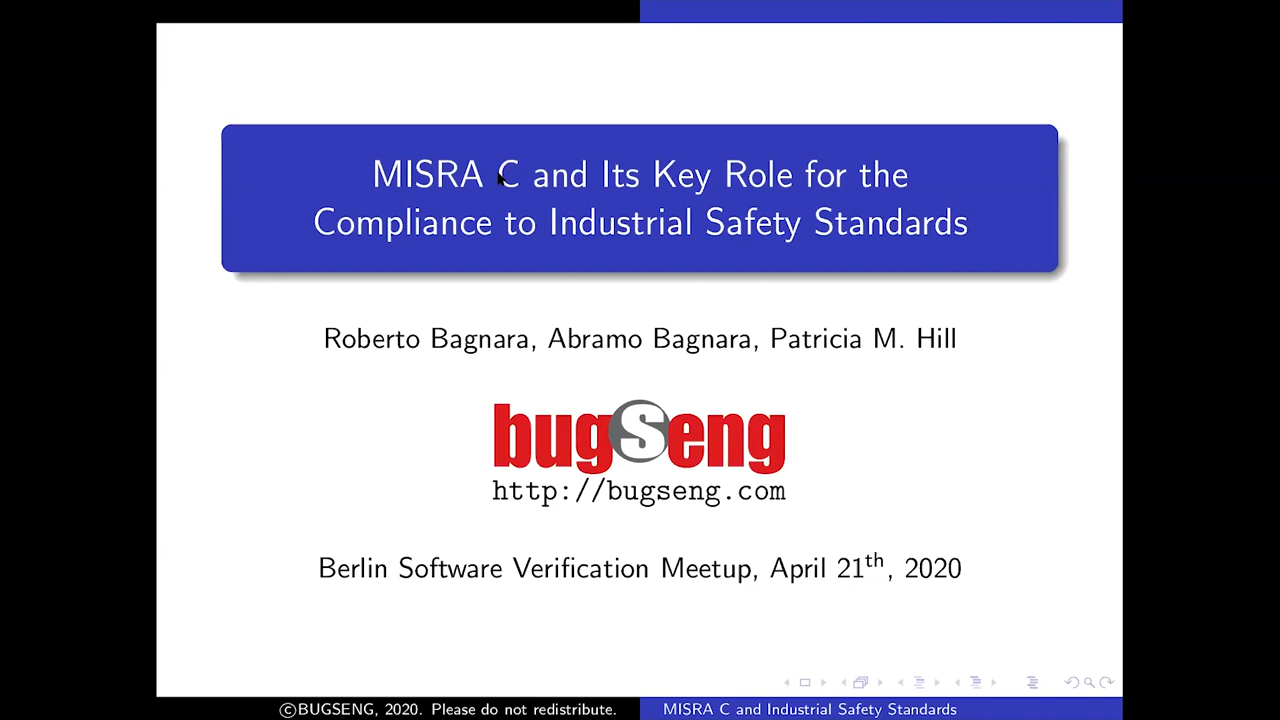 MISRA C and Its Key Role for the
Compliance to Industrial Safety Standards
Roberto Bagnara, Abramo Bagnara, Patricia M. Hill
bugSeng
http://bugseng.com
Berlin Software Verification Meetup, April 21th, 2020
©BUGSENG, 2020. Please do not redistribute.
MISRA C and Industrial Safety Standards